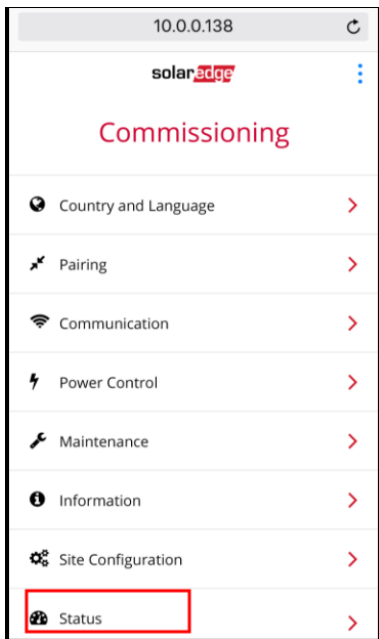 10.0.0.138
solaredge
Commissioning
Country and Language
Pairing
Communication
Power Control
Maintenance
Information
Site Configuration
Status